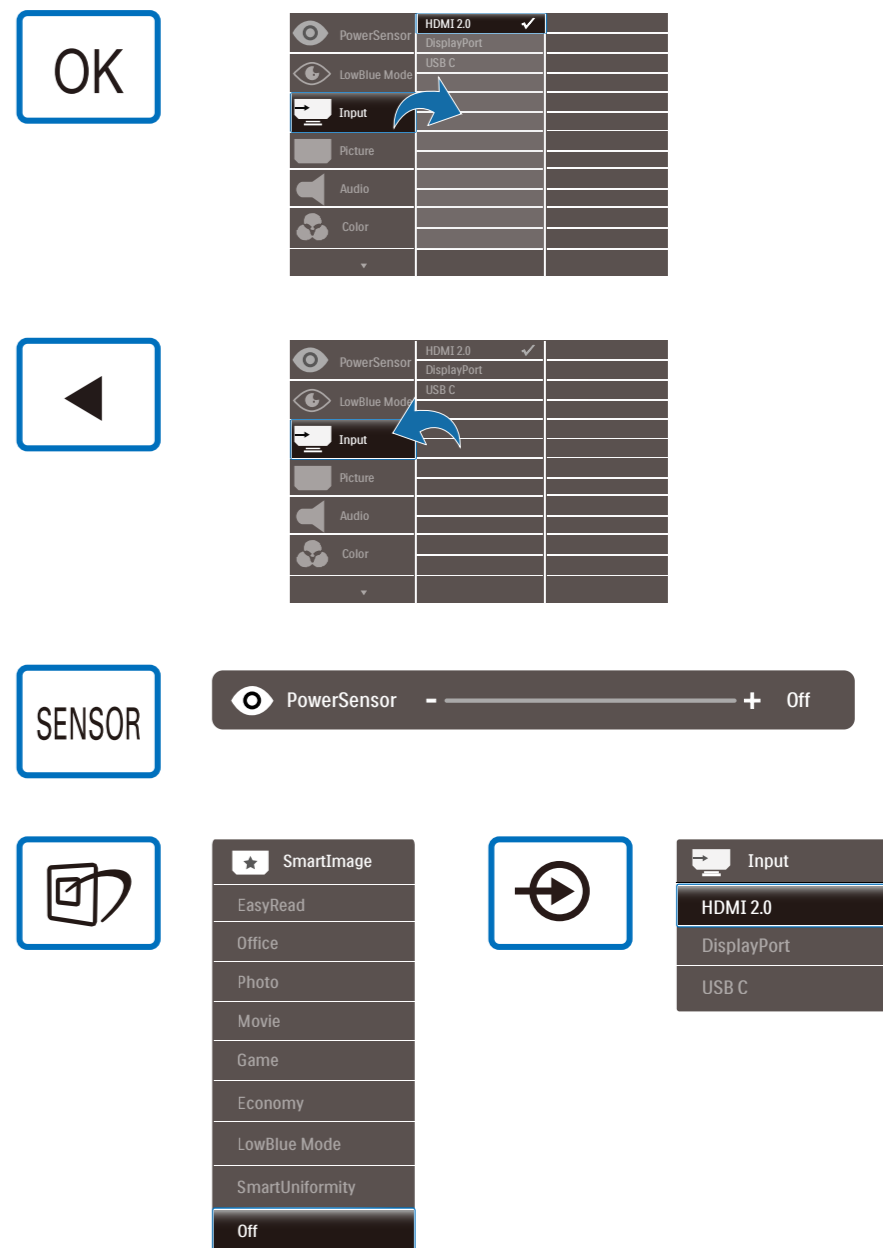 OK
PowerSensor
LowBlue Mode
Input
Picture
Audio
Color
HDMI 2.0
DisplayPort
USB C
PowerSensor
LowBlue Mode
Input
Picture
Audio
Color
HDMI 2.0
DisplayPort
USB C
SENSOR
PowerSensor - + Off
SmartImage
EasyRead
Office
Photo
Movie
Game
Economy
LowBlue Mode
SmartUniformity
Off
Input
HDMI 2.0
DisplayPort
USB C